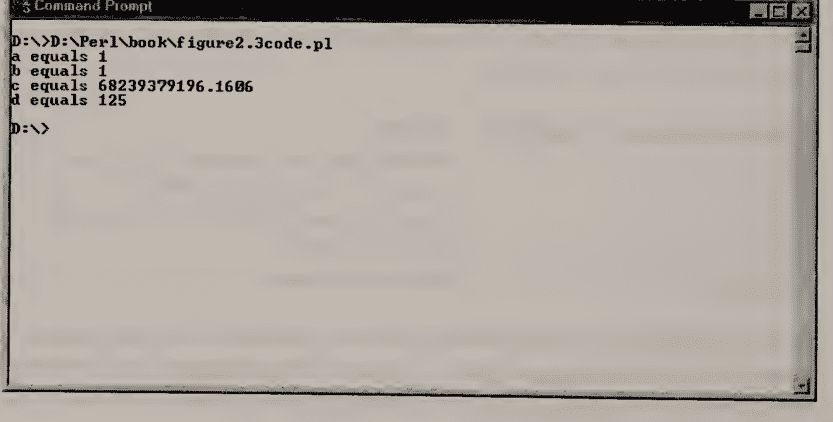 Command Prompt
D:\>D:\Perl\book\figure2.3code.pl
a equals 1
b equals 1
c equals 68239379196.1606
d equals 125
D:\>